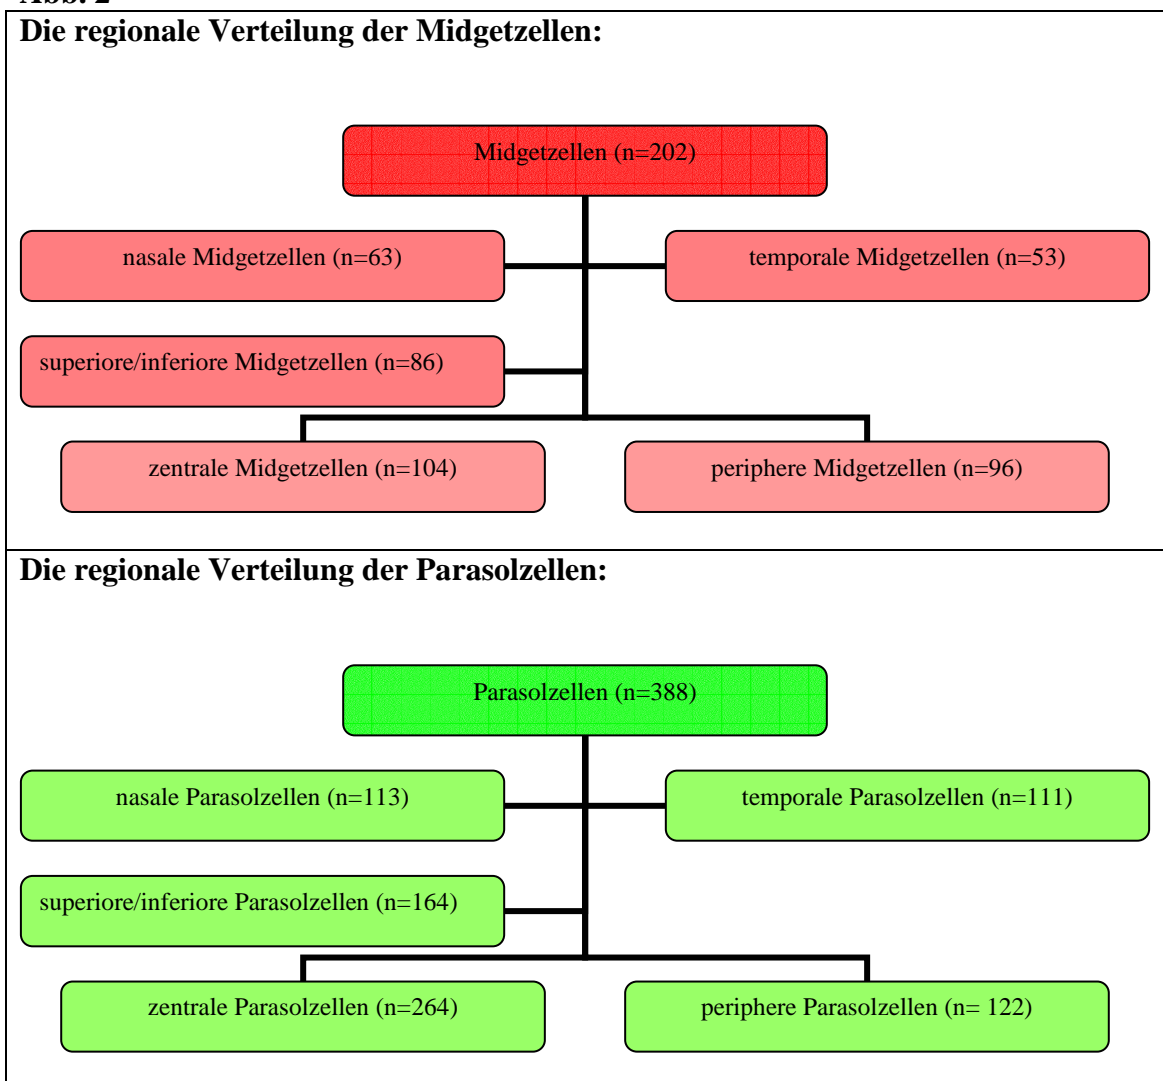 Abb. 2
Die regionale Verteilung der Midgetzellen:
Midgetzellen (n=202)
nasale Midgetzellen (n=63)
temporale Midgetzellen (n=53)
superiore/inferiore Midgetzellen (n=86)
zentrale Midgetzellen (n=104)
periphere Midgetzellen (n=96)
Die regionale Verteilung der Parasolzellen:
Parasolzellen (n=388)
nasale Parasolzellen (n=113)
temporale Parasolzellen (n=111)
superiore/inferiore Parasolzellen (n=164)
zentrale Parasolzellen (n=264)
periphere Parasolzellen (n= 122)